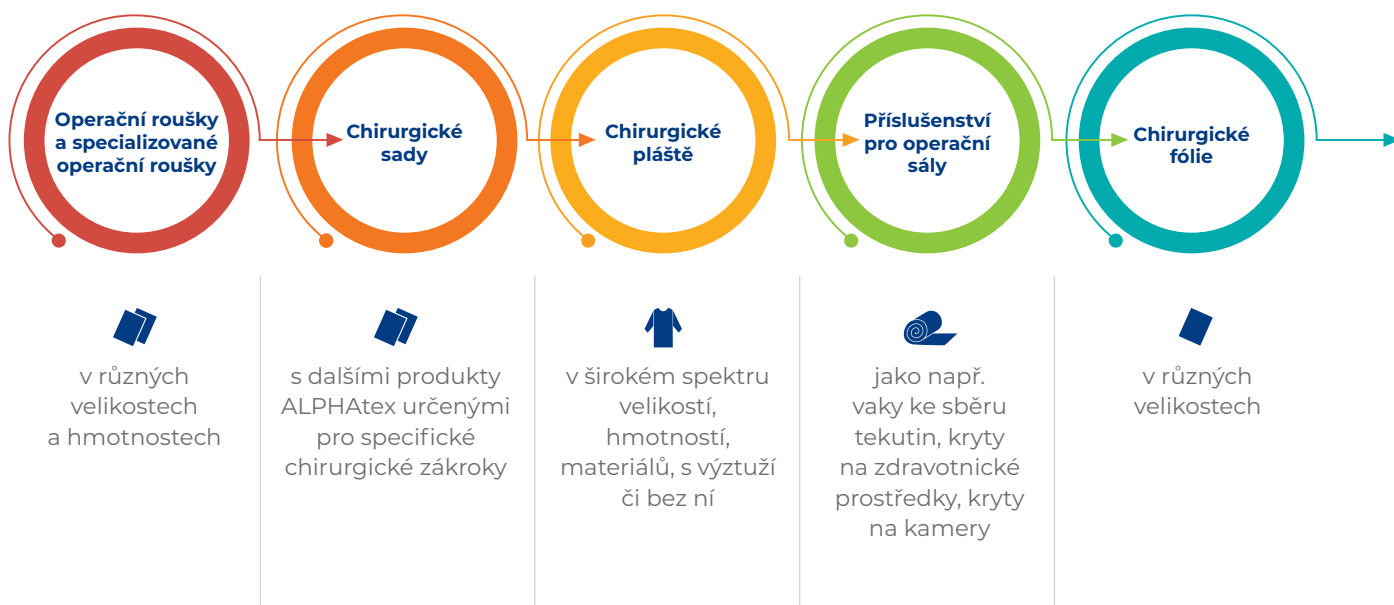 Operační roušky
a specializované
operační roušky
Chirurgické
sady
Chirurgické
pláště
Příslušenství
pro operační
sály
Chirurgické
fólie
v různých
velikostech
a hmotnostech
s dalšími produkty
ALPHAtex určenými
pro specifické
chirurgické zákroky
v širokém spektru
velikostí,
hmotností,
materiálů, s výztuží
či bez ní
jako např.
vaky ke sběru
tekutin, kryty
na zdravotnické
prostředky, kryty
na kamery
v různých
velikostech